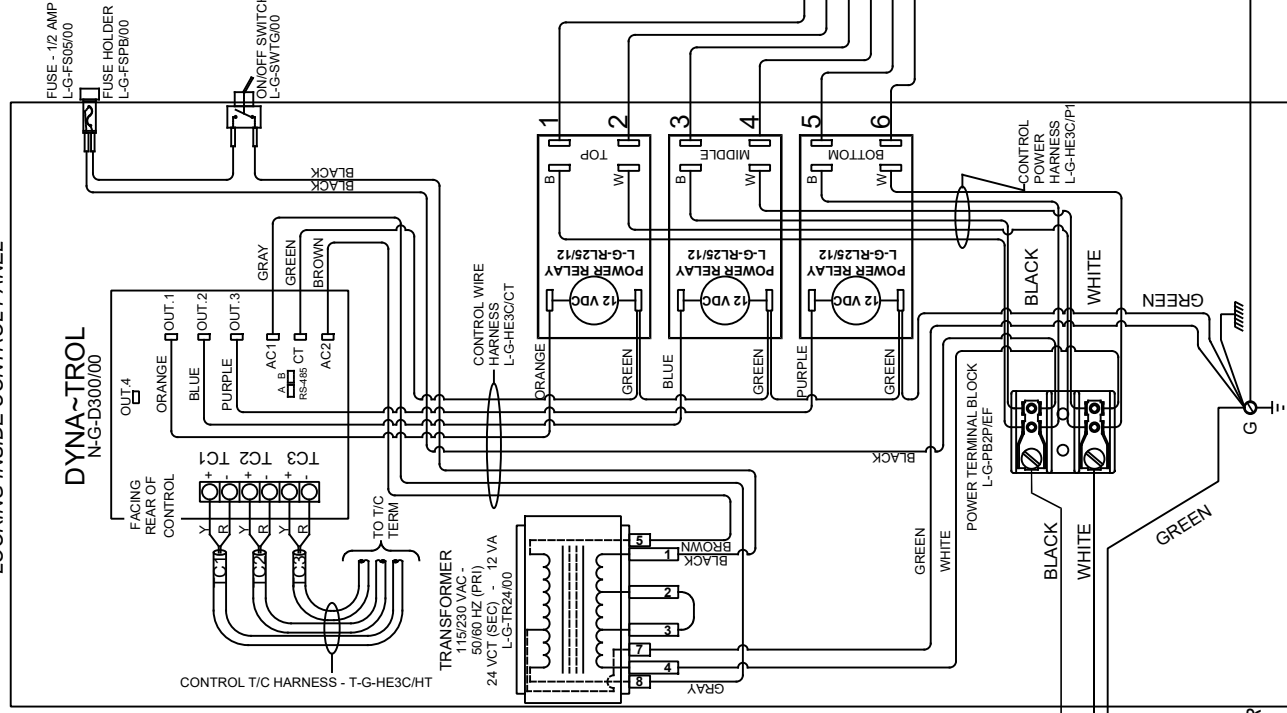 FUSE - 1/2 AMP
L-G-FS05/00
FUSE HOLDER
L-G-FSPB/00
ON/OFF SWITCH
L-G-SWTG/00
LOOKING INSIDE CONTROL PANEL
BLACK
BLACK
1
2
3
4
5
6
TOP
MIDDLE
BOTTOM
B
W
B
W
B
W
CONTROL
POWER
HARNESS
L-G-HE3C/P1
DYNA~TROL
N-G-D300/00
OUT.4
OUT.1
OUT.2
OUT.3
ORANGE
BLUE
PURPLE
AC1
A B
RS-485
CT
AC2
GRAY
GREEN
BROWN
CONTROL WIRE
HARNESS
L-G-HE3C/CT
POWER RELAY
L-G-RL25/12
12 VDC
POWER RELAY
L-G-RL25/12
12 VDC
POWER RELAY
L-G-RL25/12
12 VDC
ORANGE
GREEN
BLUE
GREEN
PURPLE
GREEN
BLACK
WHITE
GREEN
FACING
REAR OF
CONTROL
TC1
TC2
TC3
+
-
+
-
+
-
Y
R
Y
R
Y
R
C1
C2
C3
TO T/C
TERM
CONTROL T/C HARNESS - T-G-HE3C/HT
TRANSFORMER
115/230 VAC -
50/60 HZ (PRI)
24 VCT (SEC) - 12 VA
L-G-TR24/00
5
1
2
3
7
4
8
BROWN
BLACK
GRAY
BLACK
GREEN
WHITE
POWER TERMINAL BLOCK
L-G-PB2P/EF
BLACK
WHITE
GREEN
G